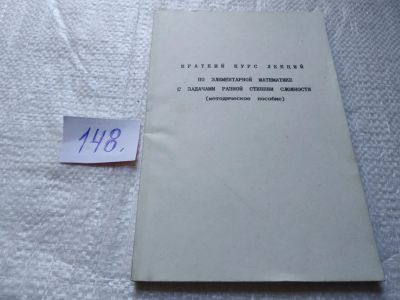 148.
КРАТКИЙ КУРС ЛЕКЦИЙ
ПО ЭЛЕМЕНТАРНОЙ МАТЕМАТИКЕ
С ЗАДАЧАМИ РАЗНОЙ СТЕПЕНИ СЛОЖНОСТИ
(методическое пособие)